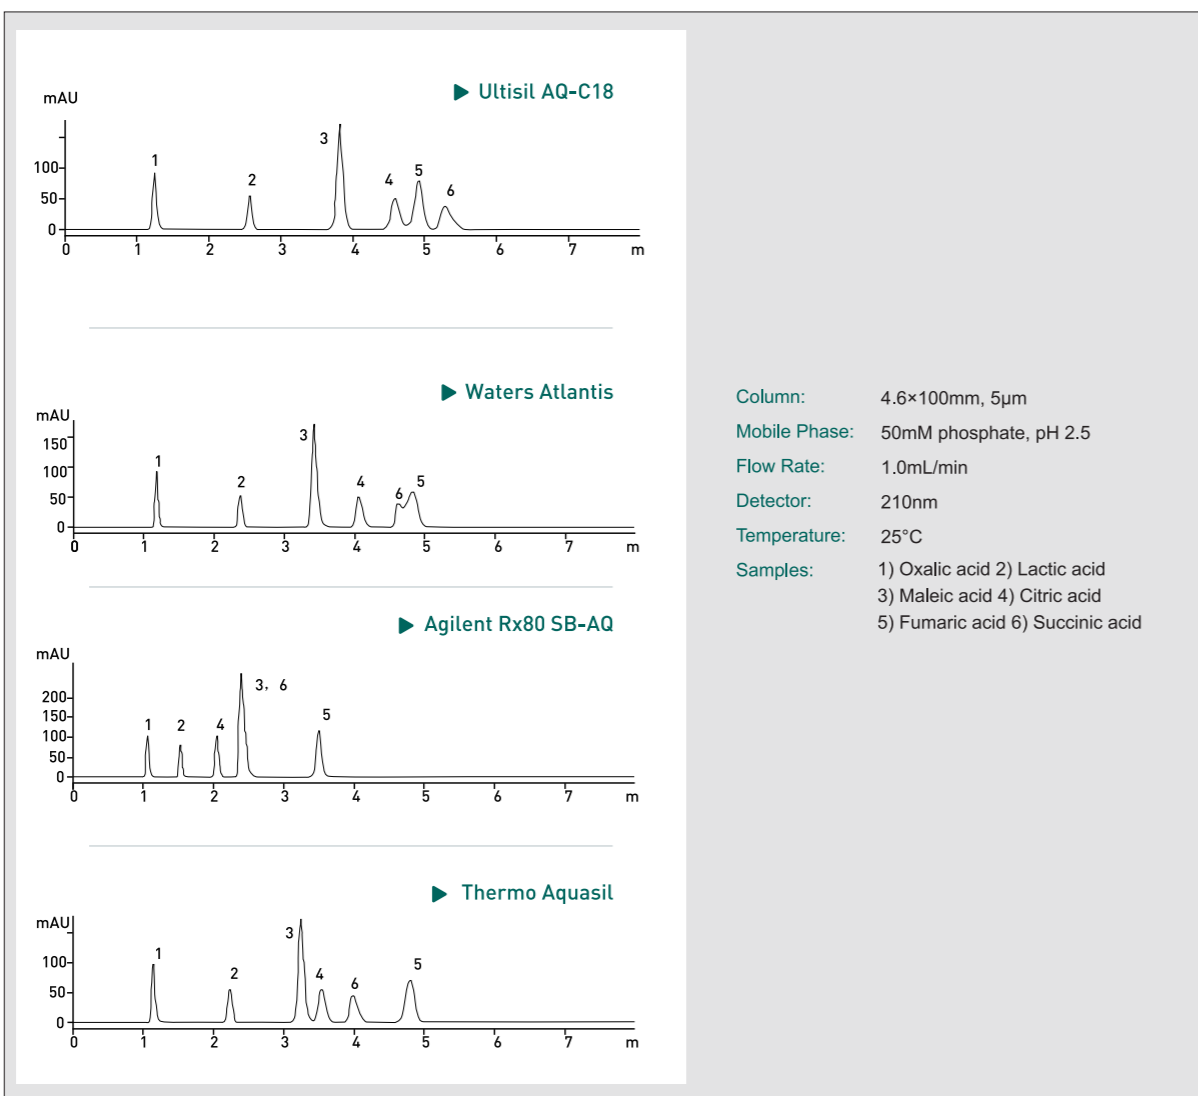 ▶ Ultisil AQ-C18
mAU
3
1
5
2
4
6
100
50
0
0 1 2 3 4 5 6 7 m
▶ Waters Atlantis
mAU
150
3
1
100
2
4
6
5
50
0
0 1 2 3 4 5 6 7 m
▶ Agilent Rx80 SB-AQ
mAU
3, 6
200
150
1
2
4
5
100
50
0
0 1 2 3 4 5 6 7 m
▶ Thermo Aquasil
mAU
3
1
2
4
6
5
100
50
0
0 1 2 3 4 5 6 7 m
Column: 4.6×100mm, 5μm
Mobile Phase: 50mM phosphate, pH 2.5
Flow Rate: 1.0mL/min
Detector: 210nm
Temperature: 25°C
Samples: 1) Oxalic acid 2) Lactic acid
3) Maleic acid 4) Citric acid
5) Fumaric acid 6) Succinic acid